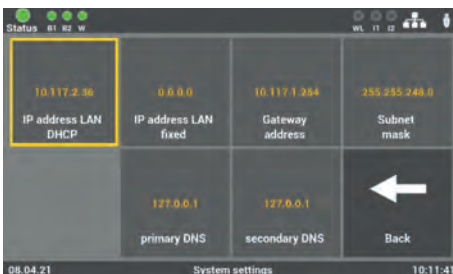 Status B1 B2 W WL I1 I2
10.117.2.36
IP address LAN
DHCP
0.0.0.0
IP address LAN
fixed
10.117.1.254
Gateway
address
255.255.248.0
Subnet
mask
127.0.0.1
primary DNS
127.0.0.1
secondary DNS
Back
08.04.21 System settings 10:11:41